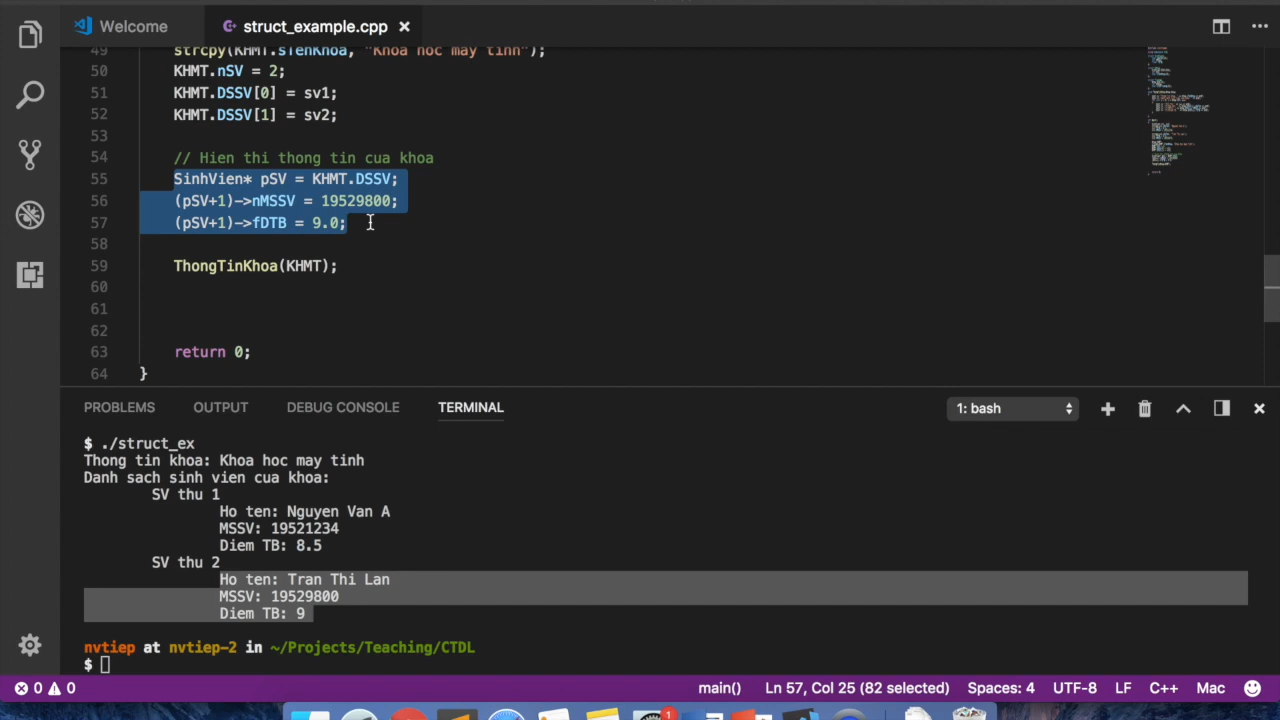 Welcome
struct_example.cpp
49 strcpy(KHMT.sTenKhoa, "Khoa hoc may tinh");
50 KHMT.nSV = 2;
51 KHMT.DSSV[0] = sv1;
52 KHMT.DSSV[1] = sv2;
53
54 // Hien thi thong tin cua khoa
55 SinhVien* pSV = KHMT.DSSV;
56 (pSV+1)->nMSSV = 19529800;
57 (pSV+1)->fDTB = 9.0;
58
59 ThongTinKhoa(KHMT);
60
61
62
63 return 0;
64 }
PROBLEMS OUTPUT DEBUG CONSOLE TERMINAL 1: bash
$ ./struct_ex
Thong tin khoa: Khoa hoc may tinh
Danh sach sinh vien cua khoa:
SV thu 1
Ho ten: Nguyen Van A
MSSV: 19521234
Diem TB: 8.5
SV thu 2
Ho ten: Tran Thi Lan
MSSV: 19529800
Diem TB: 9
nvtiep at nvtiep-2 in ~/Projects/Teaching/CTDL
$
0 0 main() Ln 57, Col 25 (82 selected) Spaces: 4 UTF-8 LF C++ Mac
1